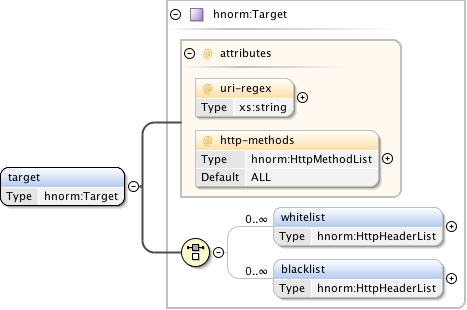 hnorm:Target
@ attributes
@ uri-regex
Type xs:string
@ http-methods
Type hnorm:HttpMethodList
Default ALL
target
Type hnorm:Target
0..∞ whitelist
Type hnorm:HttpHeaderList
0..∞ blacklist
Type hnorm:HttpHeaderList